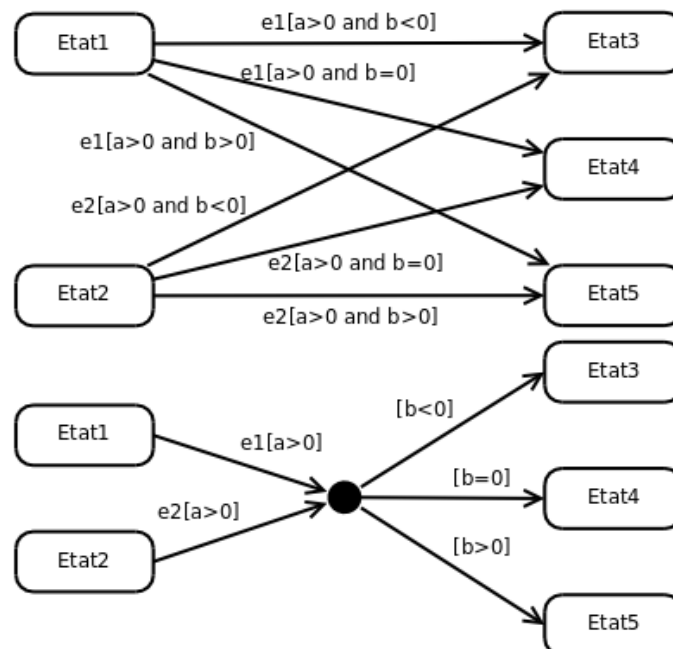 e1[a>0 and b<0]
Etat1
Etat3
e1[a>0 and b=0]
e1[a>0 and b>0]
Etat4
e2[a>0 and b<0]
e2[a>0 and b=0]
Etat2
Etat5
e2[a>0 and b>0]
Etat3
[b<0]
Etat1
e1[a>0]
[b=0]
Etat4
e2[a>0]
[b>0]
Etat2
Etat5